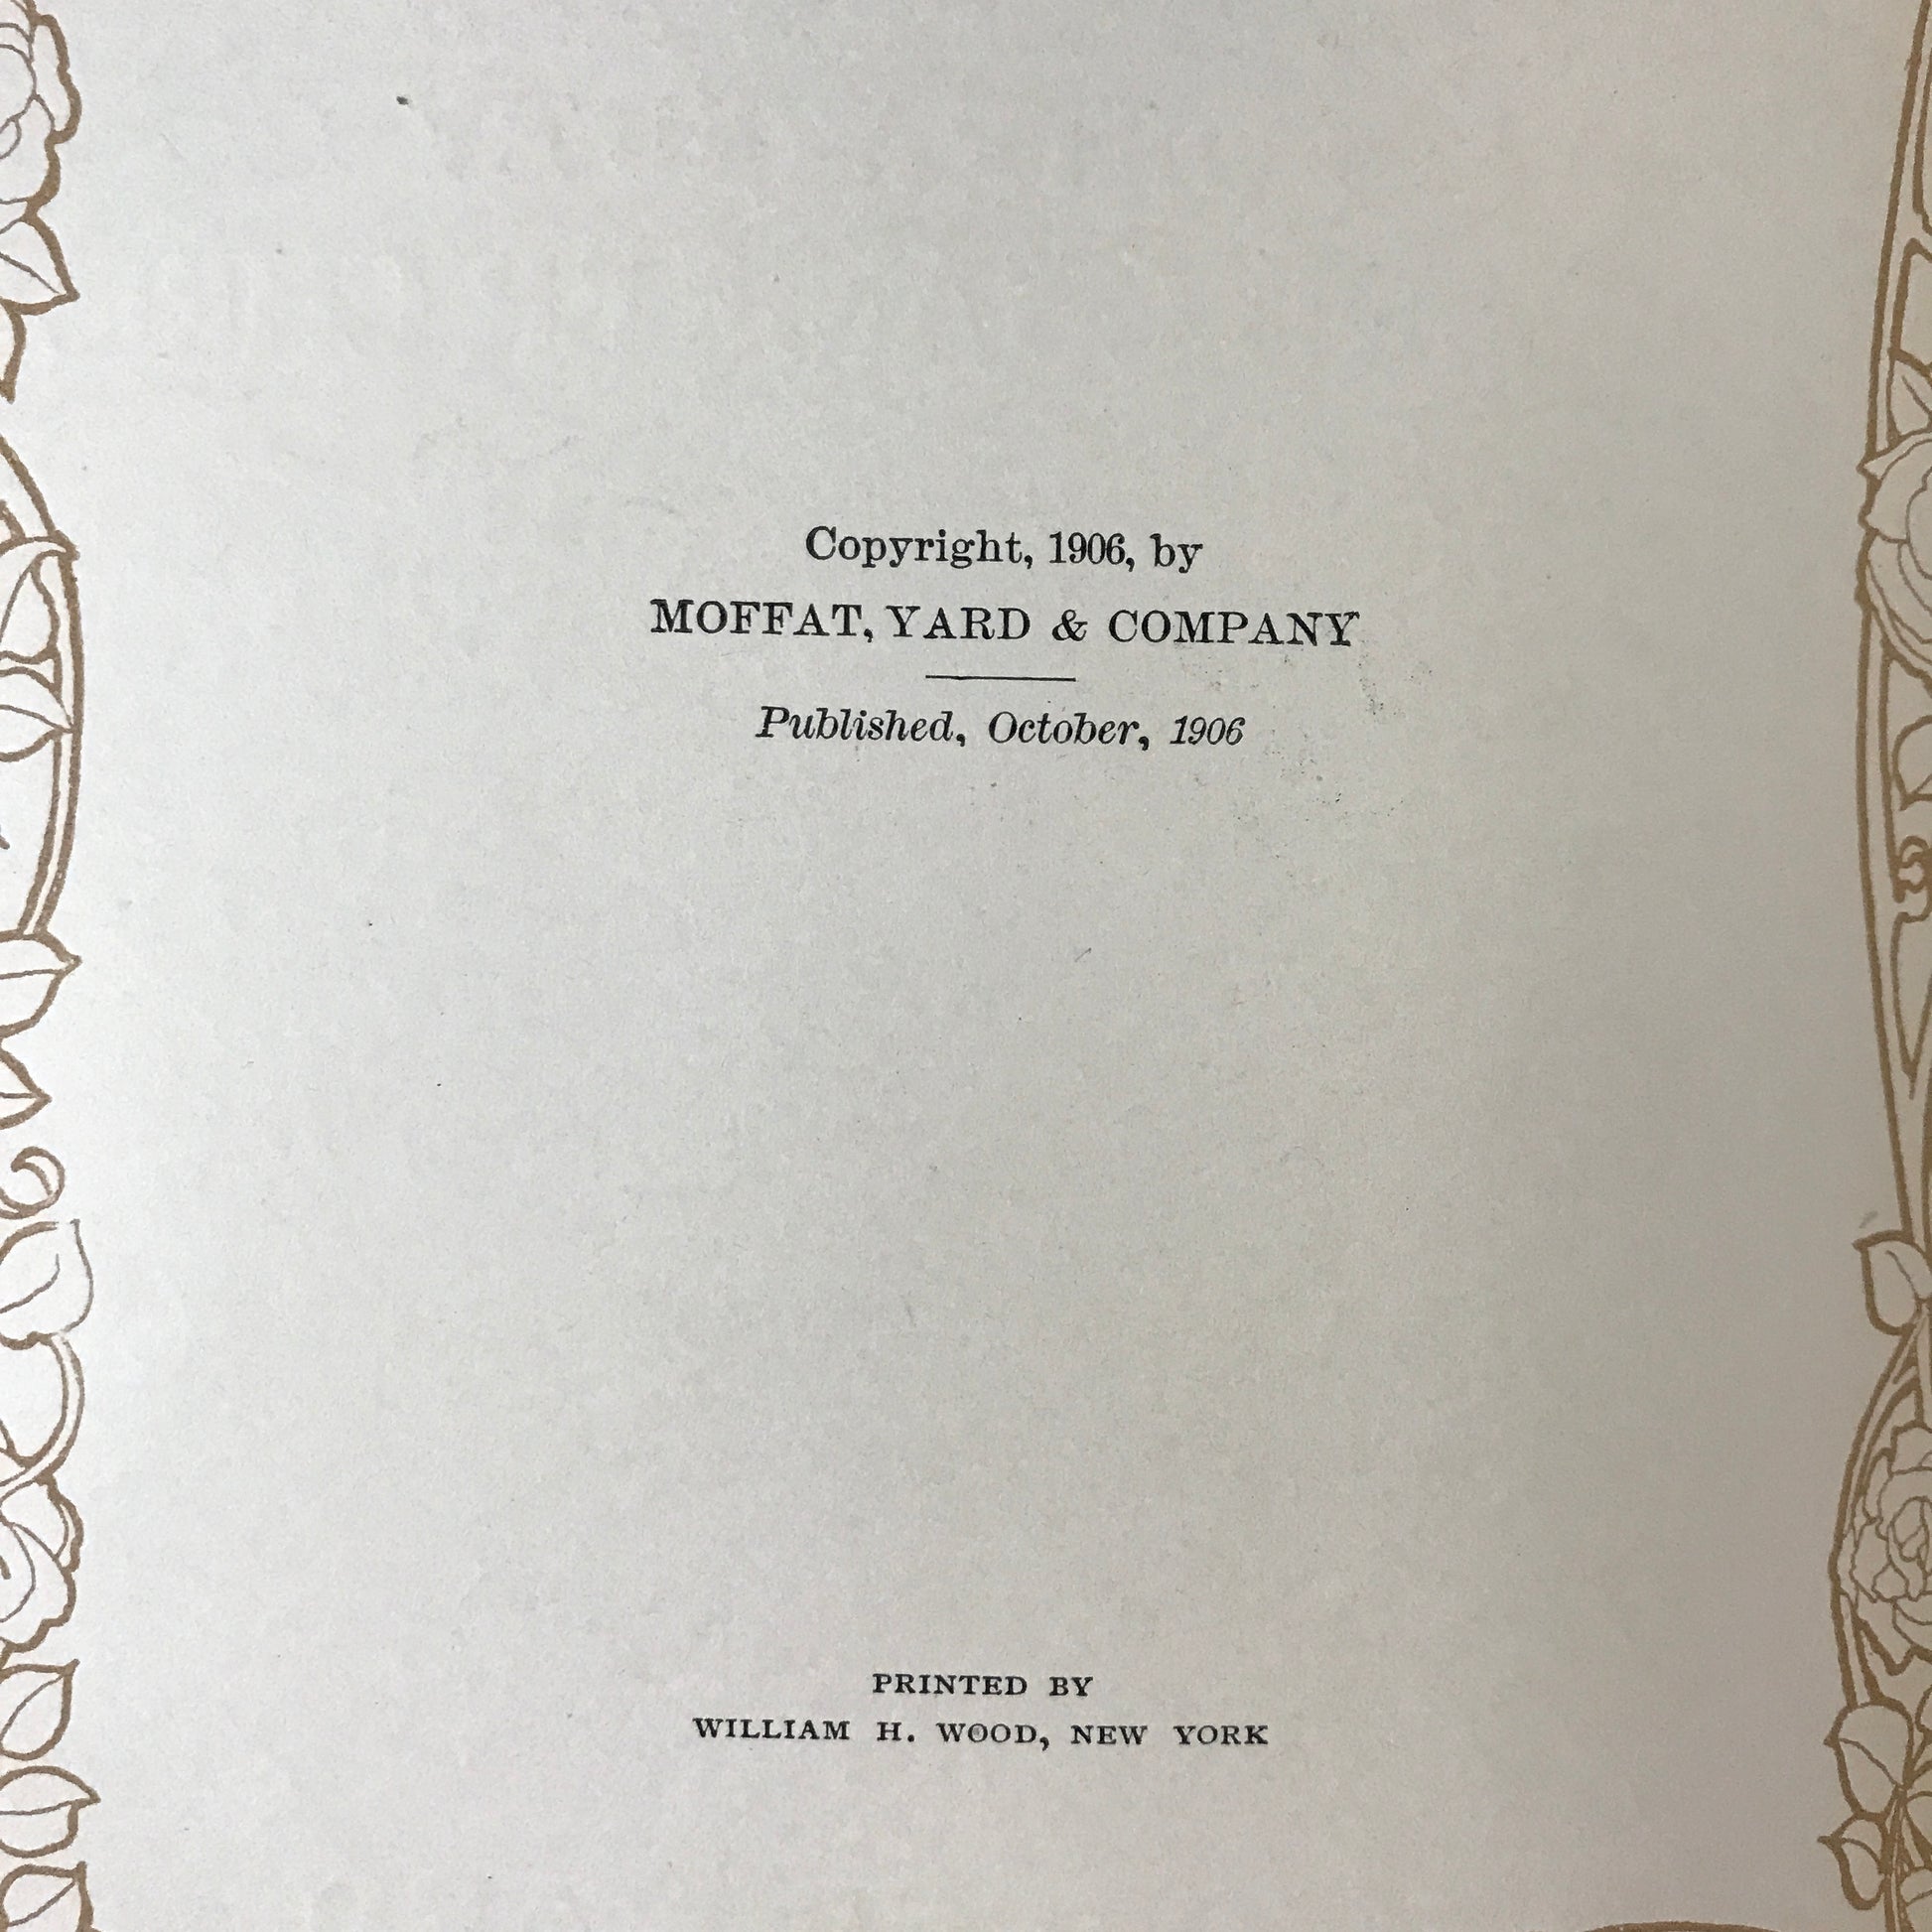 Copyright, 1906, by
MOFFAT, YARD & COMPANY
Published, October, 1906
PRINTED BY
WILLIAM H. WOOD, NEW YORK